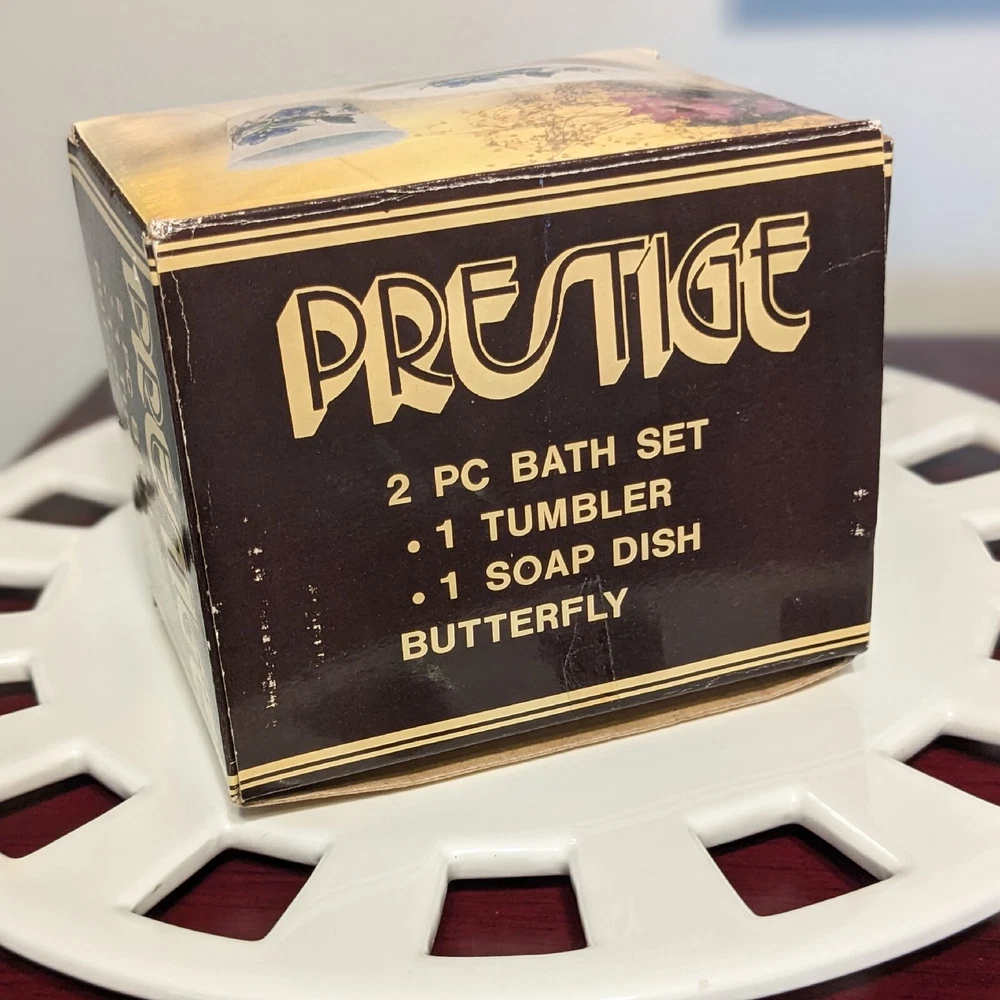 PRESTIGE
2 PC BATH SET
• 1 TUMBLER
• 1 SOAP DISH
BUTTERFLY